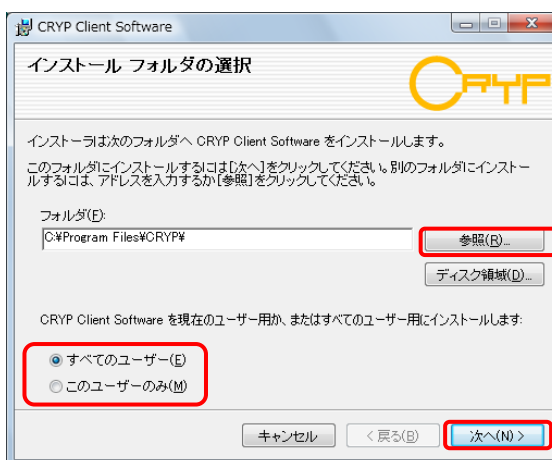 CRYP Client Software
インストール フォルダの選択
CRYP
インストーラは次のフォルダへ CRYP Client Software をインストールします。
このフォルダにインストールするには[次へ]をクリックしてください。別のフォルダにインストー
ルするには、アドレスを入力するか[参照]をクリックしてください。
フォルダ(F):
C:¥Program Files¥CRYP¥
参照(R)...
ディスク領域(D)...
CRYP Client Software を現在のユーザー用か、またはすべてのユーザー用にインストールします:
すべてのユーザー(E)
このユーザーのみ(M)
キャンセル
< 戻る(B)
次へ(N) >